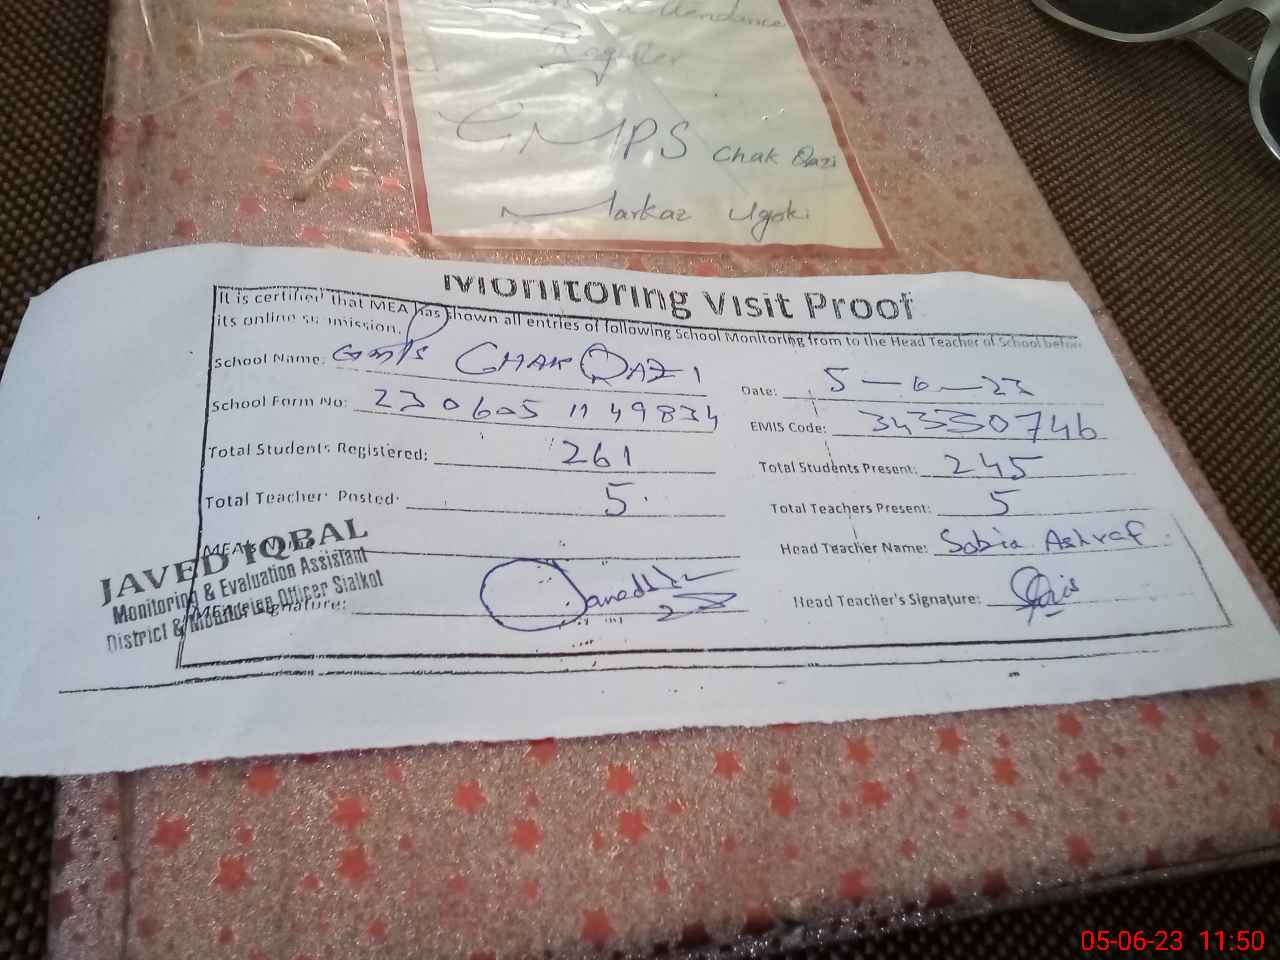 Attendance
Register
GMPS Chak Qazi
Markaz Ugoki
Monitoring Visit Proof
It is certified that MEA has shown all entries of following School Monitoring from to the Head Teacher of School before
its online submission.
School Name: GMPS CHAK QAZI
Date: 5-6-23
School Form No: 230605 1149834
EMIS Code: 34330746
Total Students Registered: 261
Total Students Present: 245
Total Teacher Posted: 5
Total Teachers Present: 5
MEA Name:
Head Teacher Name: Sobia Ashraf
MEA Signature:
Head Teacher's Signature:
JAVED IQBAL
Monitoring & Evaluation Assistant
District Monitoring Officer Sialkot
05-06-23 11:50